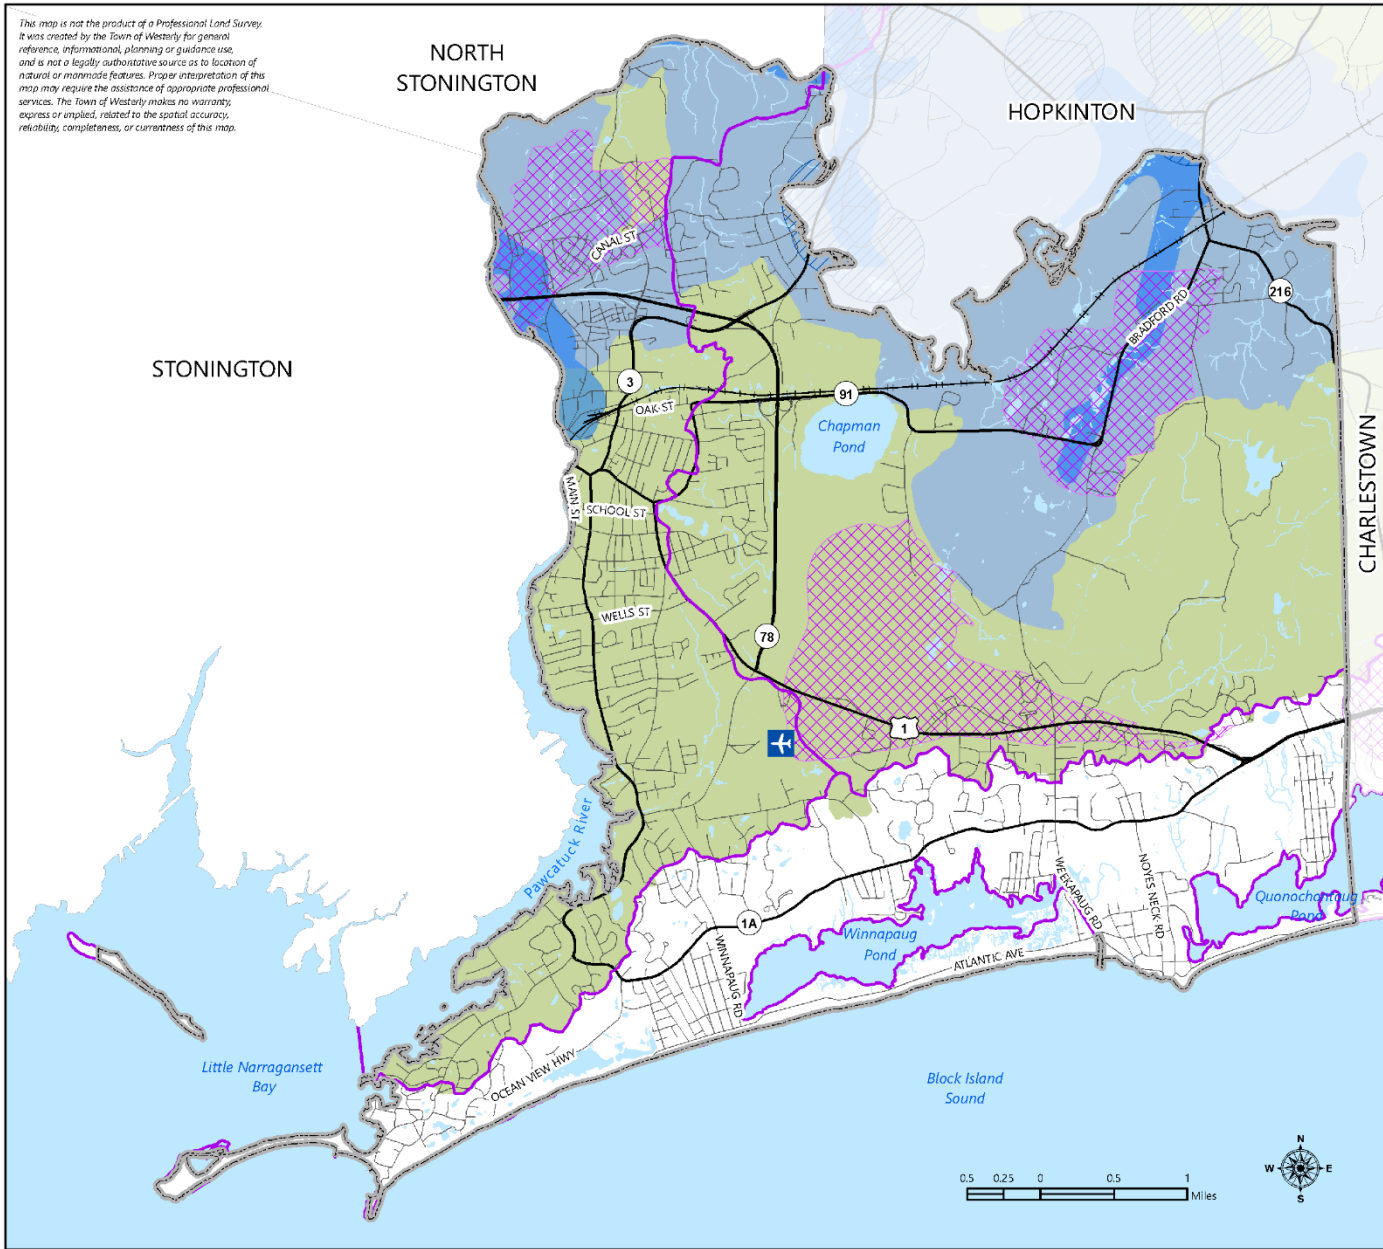 This map is not the product of a Professional Land Survey.
It was created by the Town of Westerly for general
reference, informational, planning or guidance use,
and is not a legally authoritative source as to location of
natural or manmade features. Proper interpretation of this
map may require the assistance of appropriate professional
services. The Town of Westerly makes no warranty,
express or implied, related to the spatial accuracy,
reliability, completeness, or currentness of this map.
NORTH
STONINGTON
HOPKINTON
CANAL ST
216
BRADFORD RD
STONINGTON
3
91
OAK ST
Chapman
Pond
CHARLESTOWN
MAIN ST
SCHOOL ST
WELLS ST
78
1
Pawcatuck River
WEEKAPAUG RD
NOYES NECK RD
Quonochontaug
Pond
1A
WINNAPAUG RD
Winnapaug
Pond
ATLANTIC AVE
OCEAN VIEW HWY
Little Narragansett
Bay
Block Island
Sound
N
W E
S
0.5 0.25 0 0.5 1
Miles